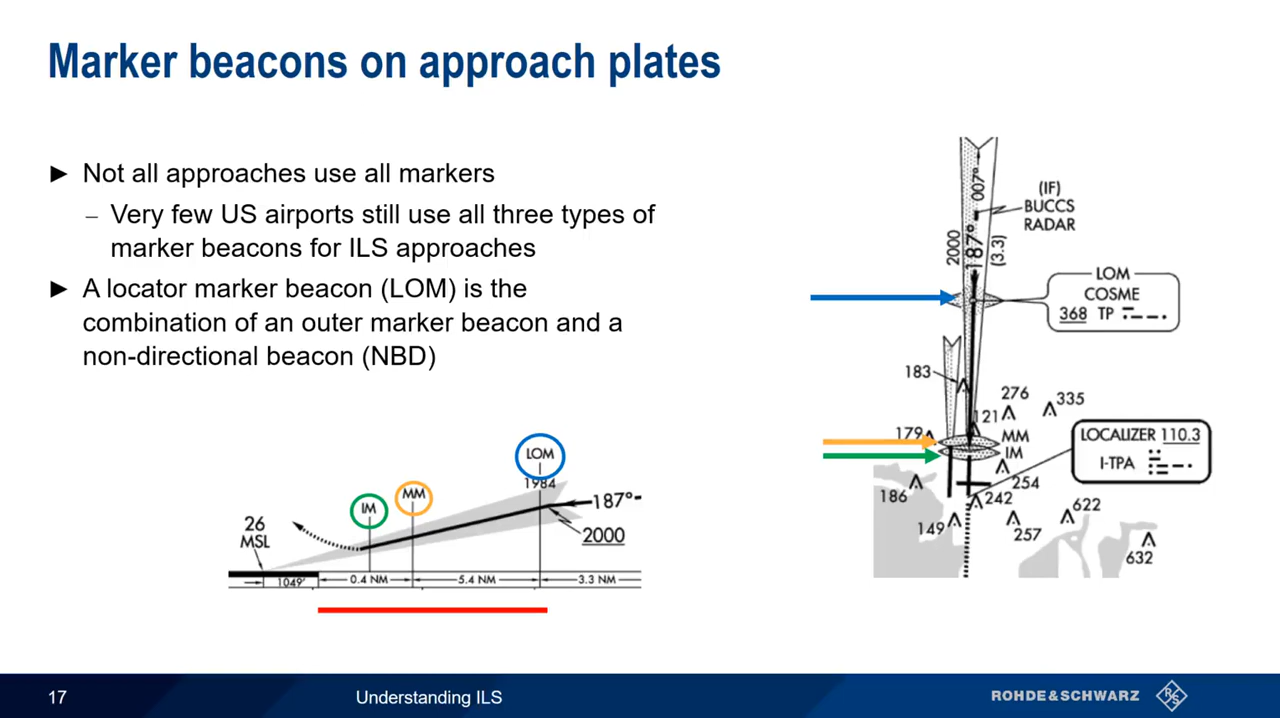 Marker beacons on approach plates
► Not all approaches use all markers
– Very few US airports still use all three types of
marker beacons for ILS approaches
► A locator marker beacon (LOM) is the
combination of an outer marker beacon and a
non-directional beacon (NBD)
LOM
1984
MM
IM
187°
2000
26
MSL
1049'
0.4 NM
5.4 NM
3.3 NM
007°
187°
2000
(3.3)
(IF)
BUCCS
RADAR
LOM
COSME
368 TP
183
276
335
121
179
MM
IM
LOCALIZER 110.3
I-TPA
254
186
242
149
257
622
632
17
Understanding ILS
ROHDE & SCHWARZ
R&S